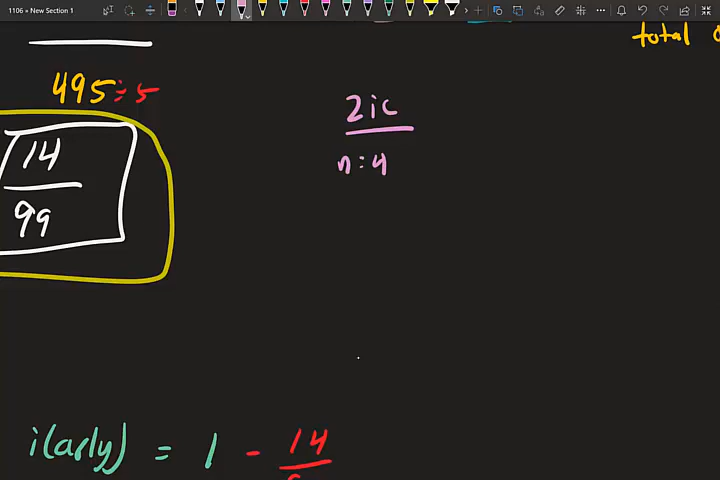 1106 » New Section 1
total
495 ÷ 5
2ic
n:4
14
99
i(arly) = 1 - 14